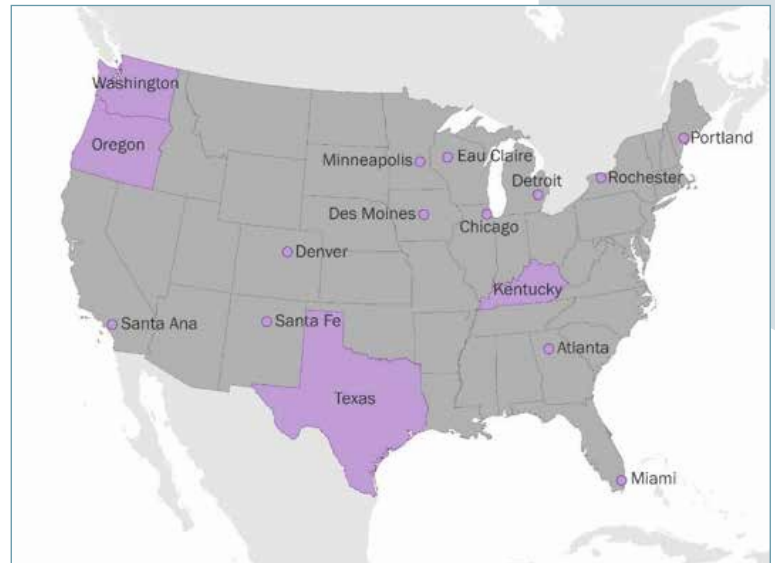 Washington
Oregon
Portland
Minneapolis
Eau Claire
Detroit
Rochester
Des Moines
Chicago
Denver
Kentucky
Santa Ana
Santa Fe
Atlanta
Texas
Miami